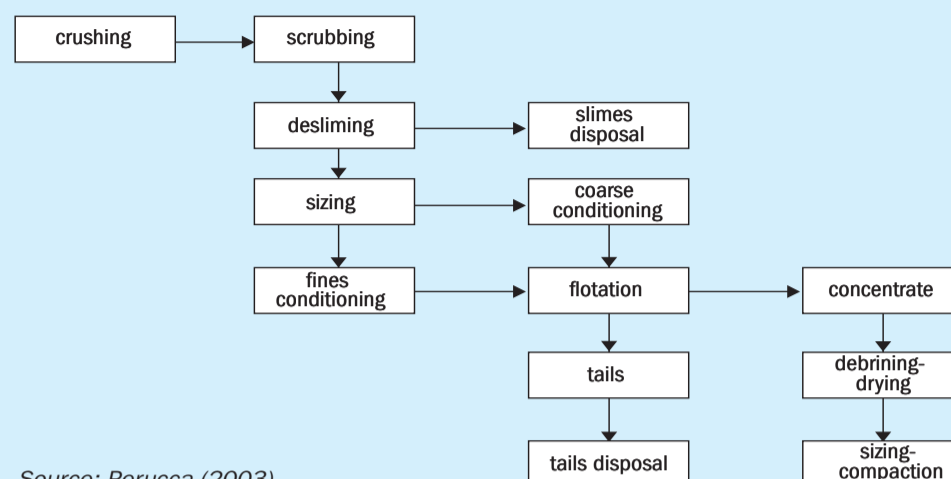 crushing
scrubbing
desliming
slimes
disposal
sizing
coarse
conditioning
fines
conditioning
flotation
concentrate
tails
debrining-
drying
tails disposal
sizing-
compaction
Source: Perucca (2003)